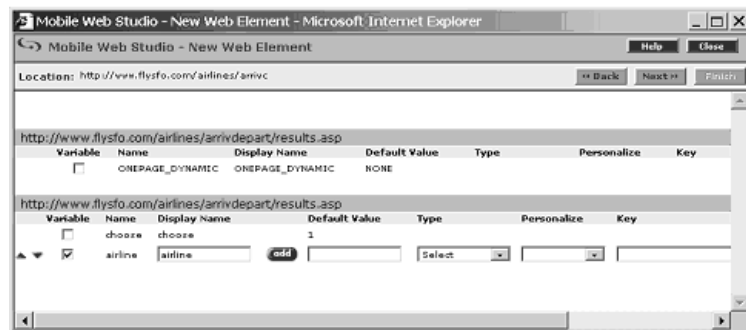 Mobile Web Studio - New Web Element - Microsoft Internet Explorer
Mobile Web Studio - New Web Element Help Close
Location: http://www.flysfo.com/airlines/arrivc << Back Next >> Finish
http://www.flysfo.com/airlines/arrivdepart/results.asp
Variable Name Display Name Default Value Type Personalize Key
ONEPAGE_DYNAMIC ONEPAGE_DYNAMIC NONE
http://www.flysfo.com/airlines/arrivdepart/results.asp
Variable Name Display Name Default Value Type Personalize Key
choose choose 1
airline airline add Select